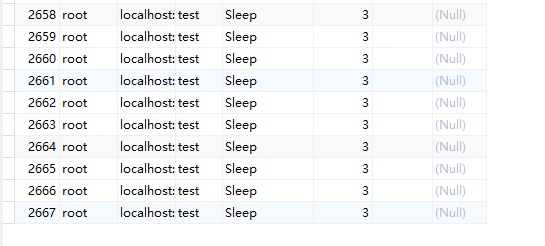 2658 root localhost: test Sleep 3 (Null)
2659 root localhost: test Sleep 3 (Null)
2660 root localhost: test Sleep 3 (Null)
2661 root localhost: test Sleep 3 (Null)
2662 root localhost: test Sleep 3 (Null)
2663 root localhost: test Sleep 3 (Null)
2664 root localhost: test Sleep 3 (Null)
2665 root localhost: test Sleep 3 (Null)
2666 root localhost: test Sleep 3 (Null)
2667 root localhost: test Sleep 3 (Null)